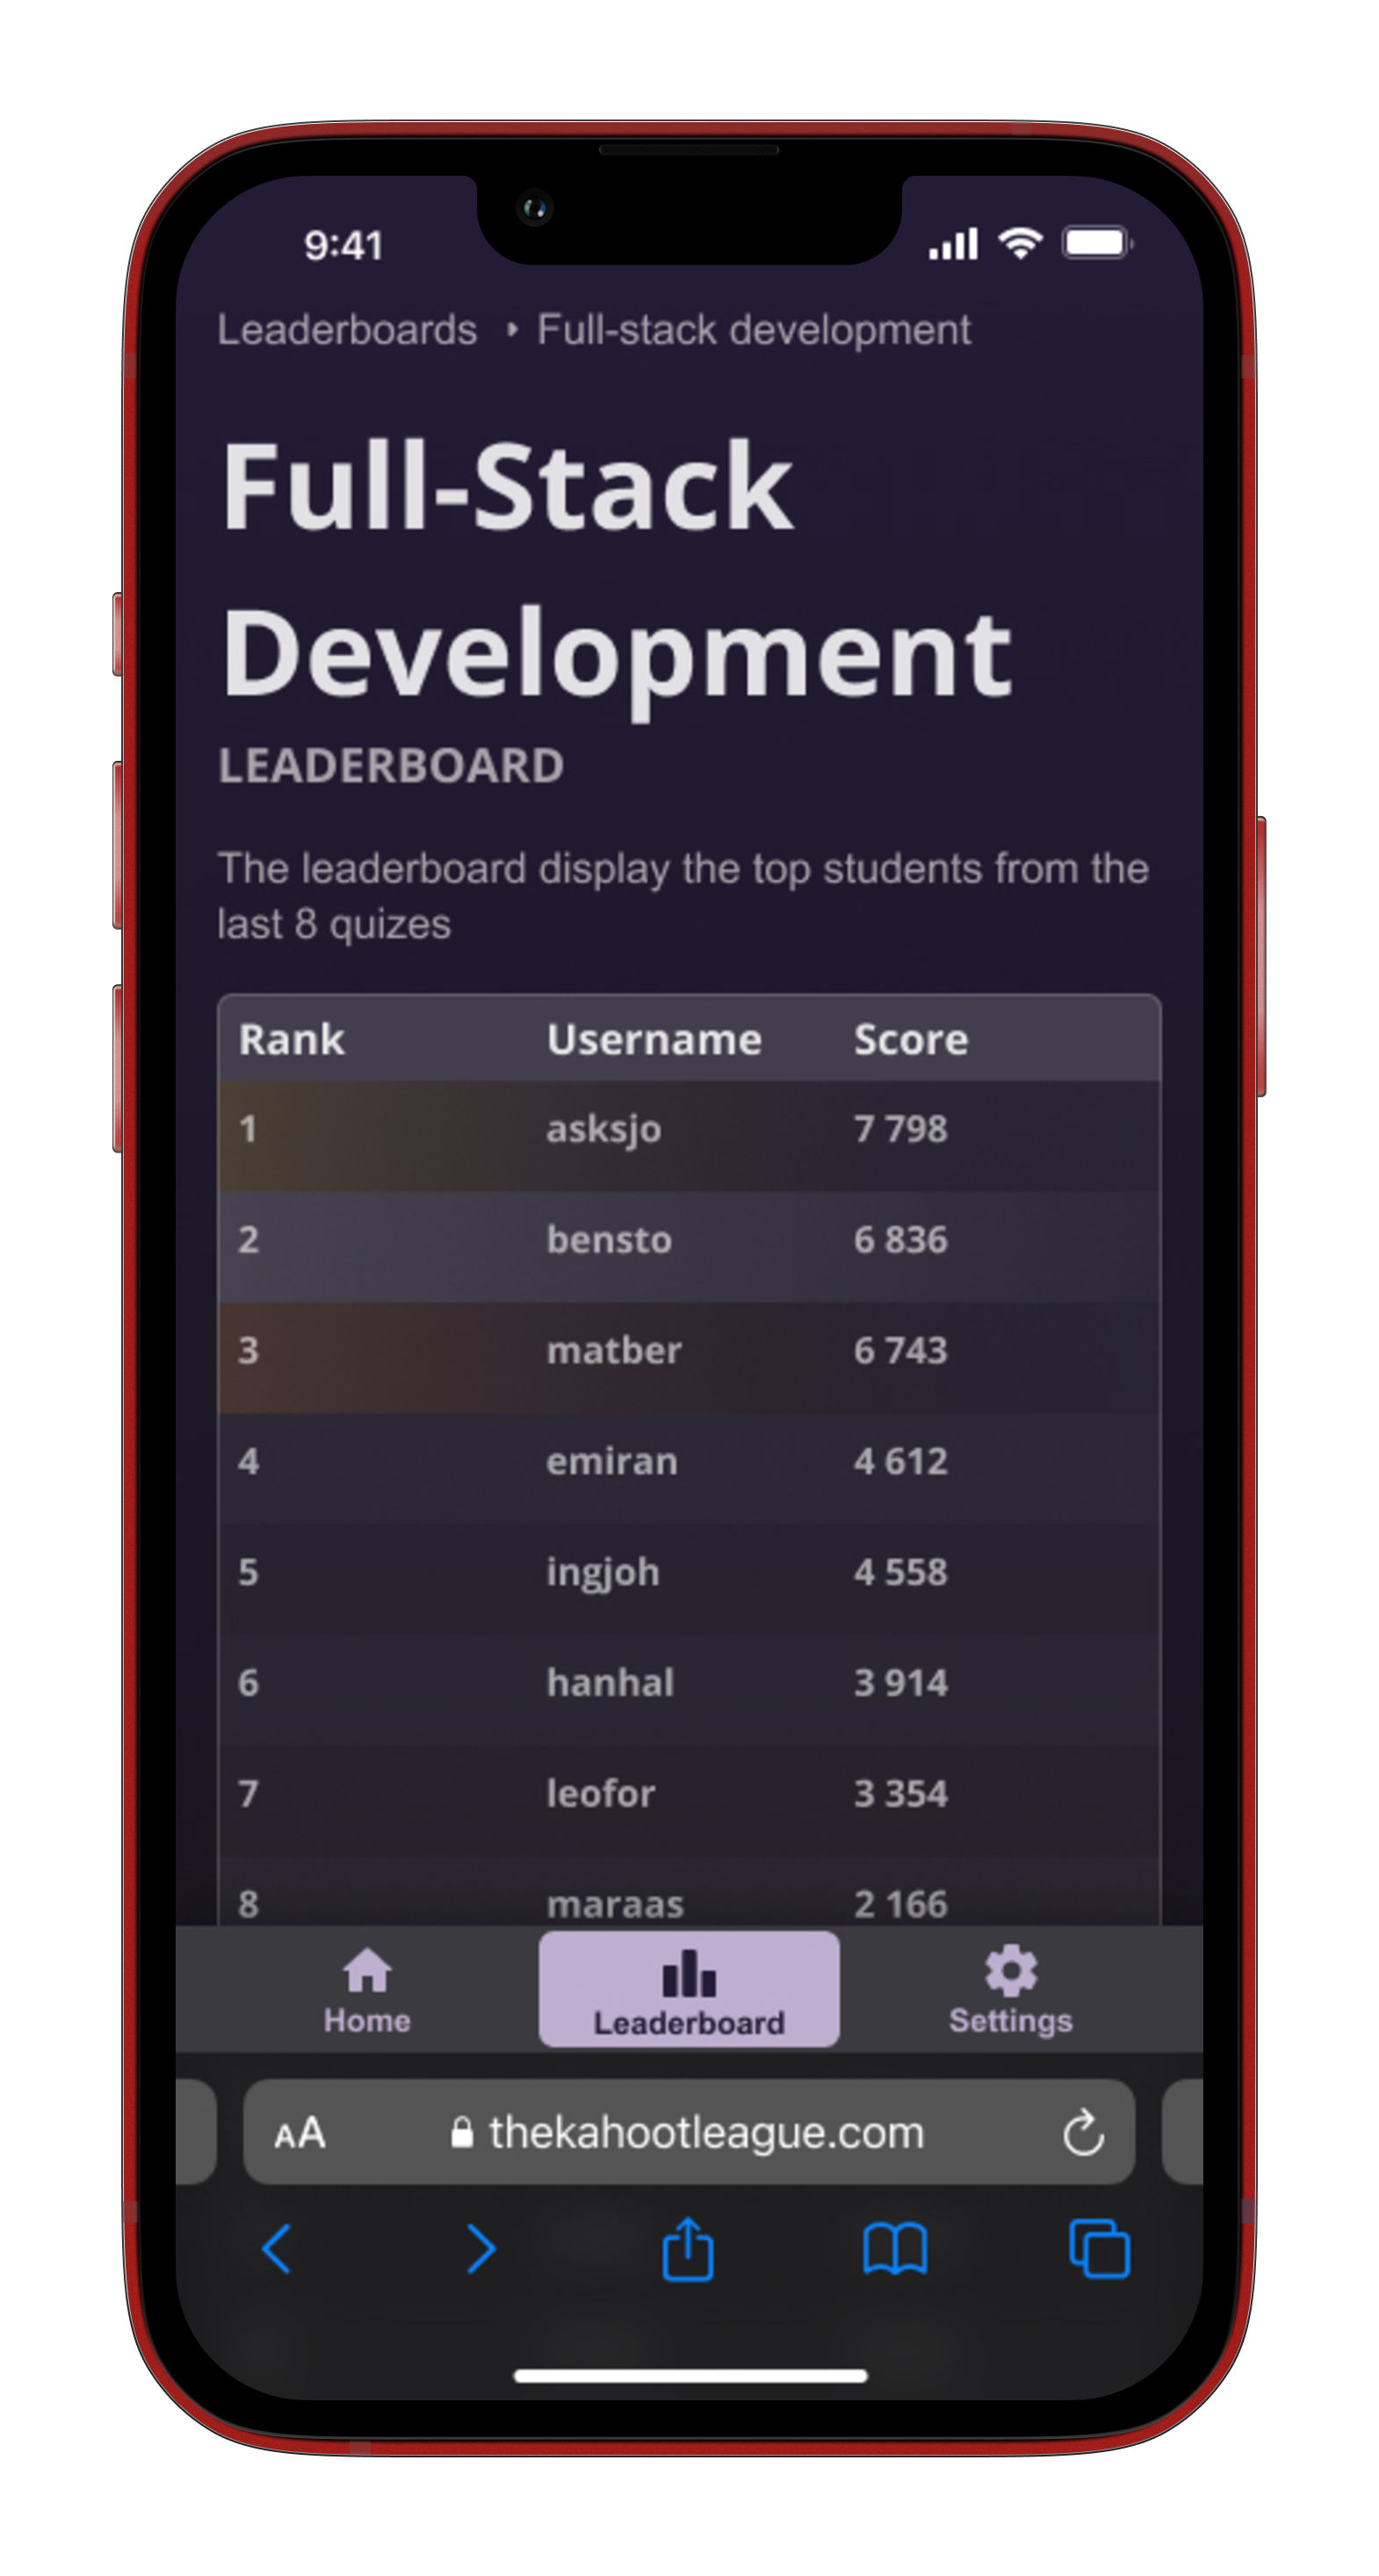 9:41
Leaderboards ‣ Full-stack development
Full-Stack
Development
LEADERBOARD
The leaderboard display the top students from the
last 8 quizes
Rank Username Score
1 asksjo 7 798
2 bensto 6 836
3 matber 6 743
4 emiran 4 612
5 ingjoh 4 558
6 hanhal 3 914
7 leofor 3 354
8 maraas 2 166
Home Leaderboard Settings
AA thekahootleague.com